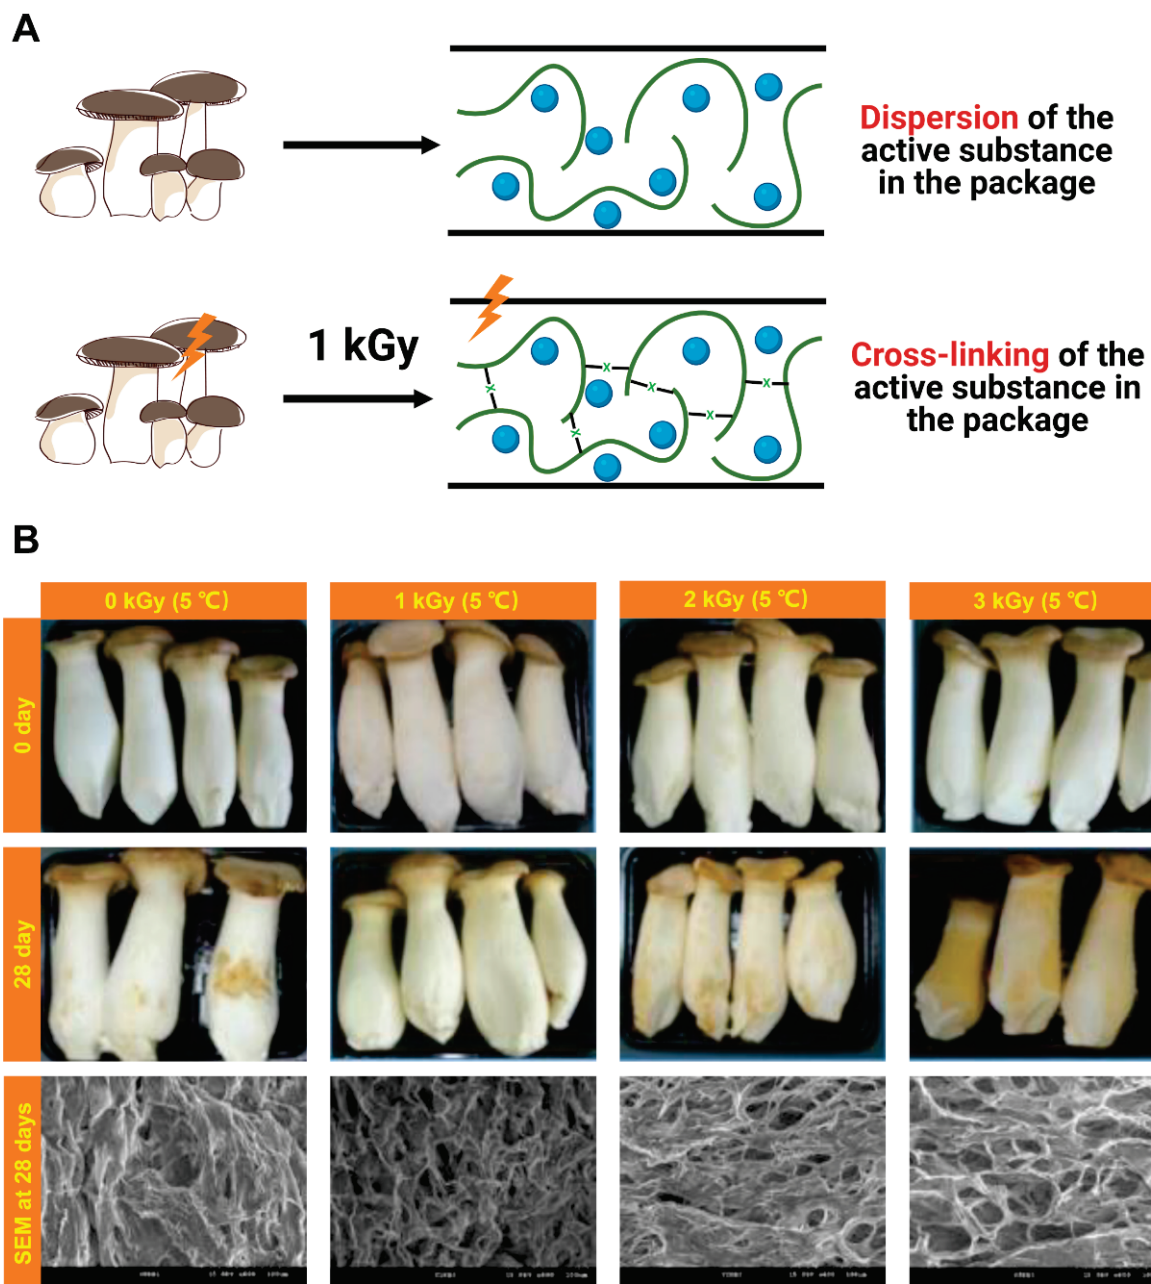 A
Dispersion of the
active substance
in the package
1 kGy
x
x
x
x
x
x
Cross-linking of the
active substance in
the package
B
0 kGy (5 ℃)
1 kGy (5 ℃)
2 kGy (5 ℃)
3 kGy (5 ℃)
0 day
28 day
SEM at 28 days